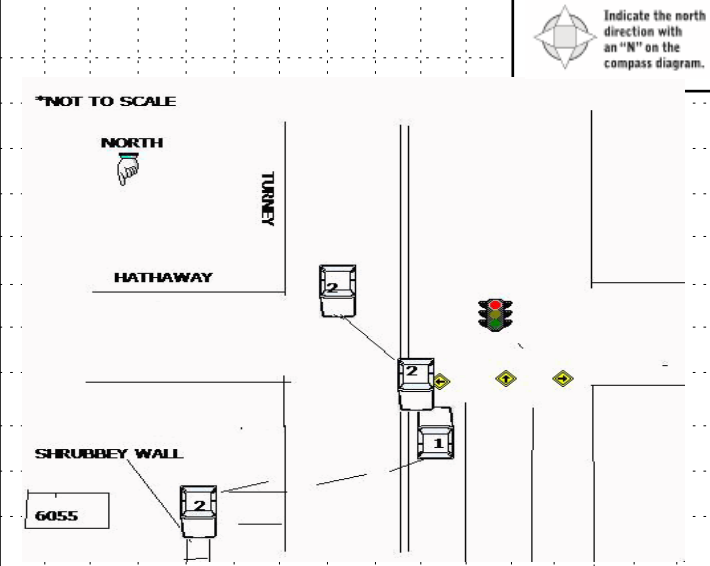 Indicate the north
direction with
an "N" on the
compass diagram.
*NOT TO SCALE
NORTH
TURNEY
HATHAWAY
2
2
1
SHRUBBEY WALL
2
6055